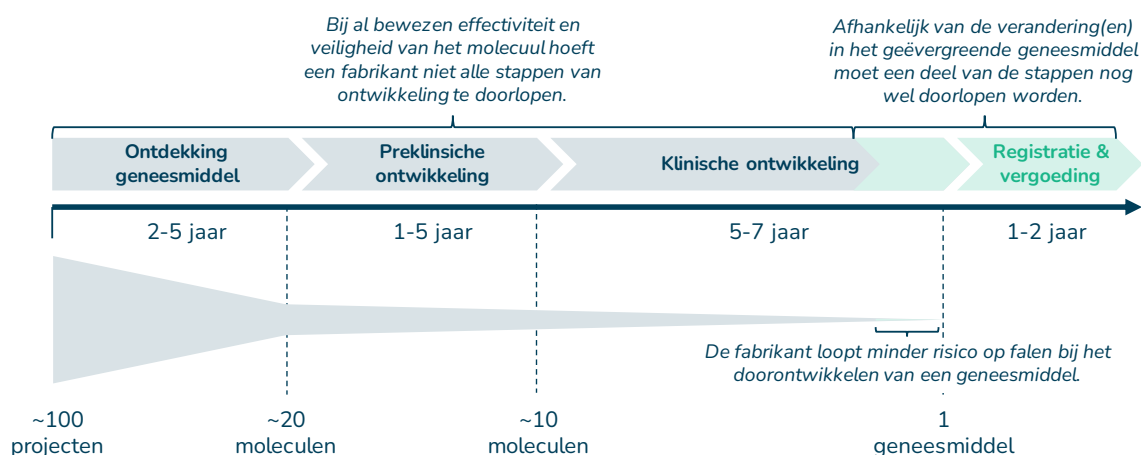 Bij al bewezen effectiviteit en
veiligheid van het molecuul hoeft
een fabrikant niet alle stappen van
ontwikkeling te doorlopen.
Afhankelijk van de verandering(en)
in het geëvergreende geneesmiddel
moet een deel van de stappen nog
wel doorlopen worden.
Ontdekking
geneesmiddel
Preklinsiche
ontwikkeling
Klinische ontwikkeling
Registratie &
vergoeding
2-5 jaar
1-5 jaar
5-7 jaar
1-2 jaar
De fabrikant loopt minder risico op falen bij het
doorontwikkelen van een geneesmiddel.
~100
projecten
~20
moleculen
~10
moleculen
1
geneesmiddel